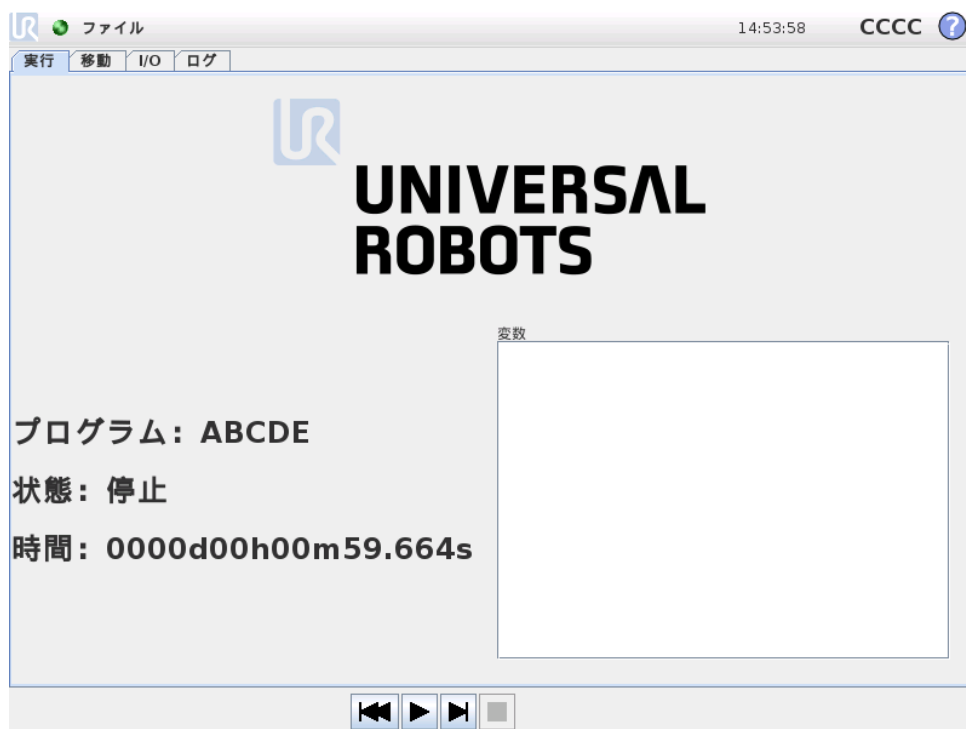 ファイル 14:53:58 CCCC ?
実行 移動 I/O ログ
UR
UNIVERSAL
ROBOTS
変数
プログラム: ABCDE
状態: 停止
時間: 0000d00h00m59.664s